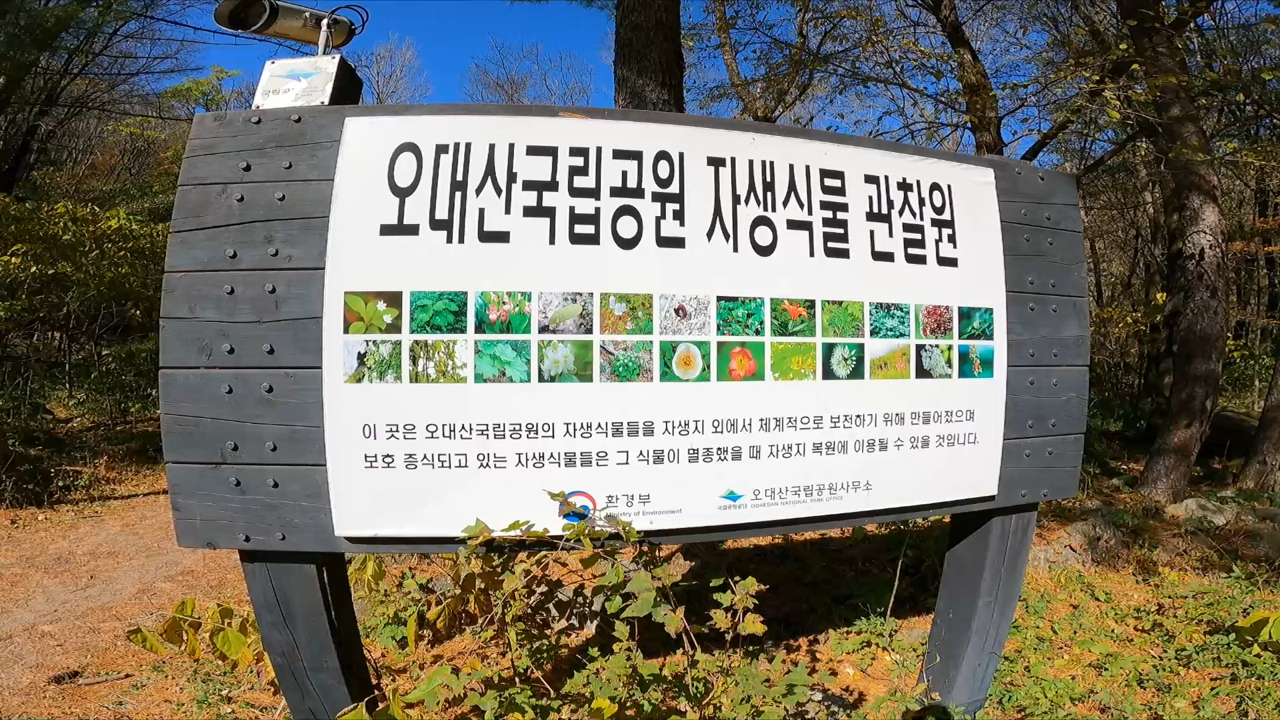 국립공
오대산국립공원 자생식물 관찰원
이 곳은 오대산국립공원의 자생식물들을 자생지 외에서 체계적으로 보전하기 위해 만들어졌으며
보호 증식되고 있는 자생식물들은 그 식물이 멸종했을 때 자생지 복원에 이용될 수 있을 것입니다.
환경부
Ministry of Environment
국립공원공단
오대산국립공원사무소
ODAESAN NATIONAL PARK OFFICE